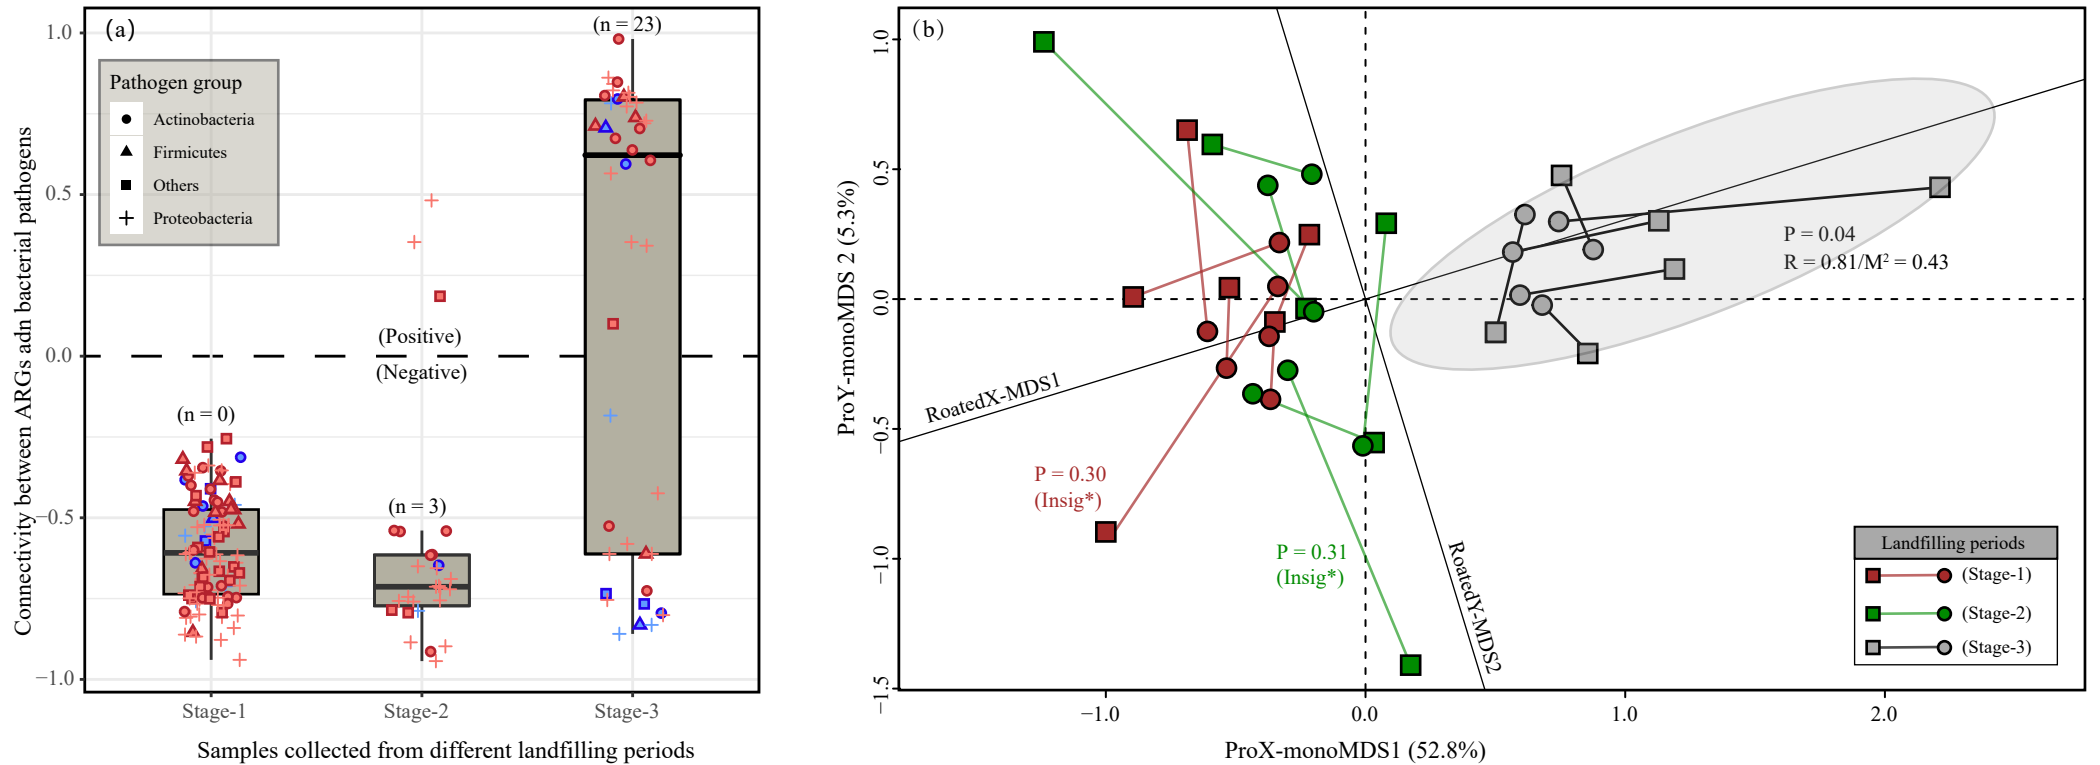 (a)
(n = 23)
1.0
0.5
0.0
−0.5
−1.0
Connectivity between ARGs adn bacterial pathogens
Pathogen group
Actinobacteria
Firmicutes
Others
Proteobacteria
(Positive)
(Negative)
(n = 0)
(n = 3)
Stage-1
Stage-2
Stage-3
Samples collected from different landfilling periods
(b)
1.0
0.5
0.0
−0.5
−1.0
−1.5
ProY-monoMDS 2 (5.3%)
P = 0.04
R = 0.81/M² = 0.43
RoatedX-MDS1
P = 0.30
(Insig*)
P = 0.31
(Insig*)
RoatedY-MDS2
Landfilling periods
(Stage-1)
(Stage-2)
(Stage-3)
−1.0
0.0
1.0
2.0
ProX-monoMDS1 (52.8%)